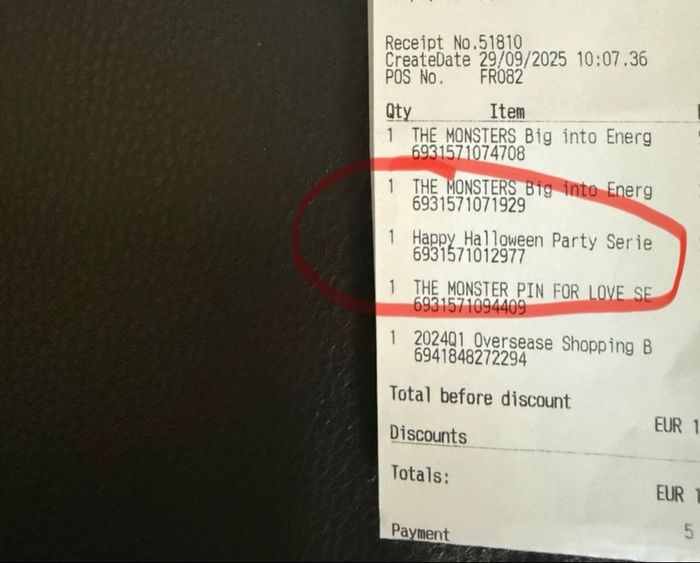 Receipt No.51810
CreateDate 29/09/2025 10:07.36
POS No. FR082
Qty Item
1 THE MONSTERS Big into Energ
6931571074708
1 THE MONSTERS Big into Energ
6931571071929
1 Happy Halloween Party Serie
6931571012977
1 THE MONSTER PIN FOR LOVE SE
6931571094409
1 2024Q1 Oversease Shopping B
6941848272294
Total before discount
EUR 1
Discounts
Totals:
EUR 1
Payment 5